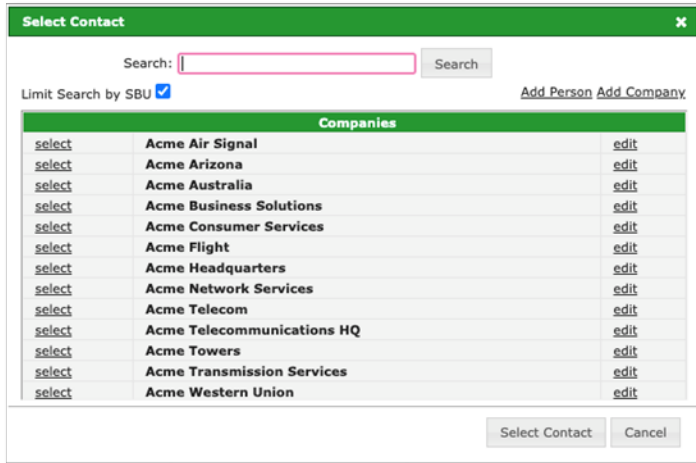 Select Contact
Search: Search
Limit Search by SBU Add Person Add Company
Companies
select Acme Air Signal edit
select Acme Arizona edit
select Acme Australia edit
select Acme Business Solutions edit
select Acme Consumer Services edit
select Acme Flight edit
select Acme Headquarters edit
select Acme Network Services edit
select Acme Telecom edit
select Acme Telecommunications HQ edit
select Acme Towers edit
select Acme Transmission Services edit
select Acme Western Union edit
Select Contact Cancel